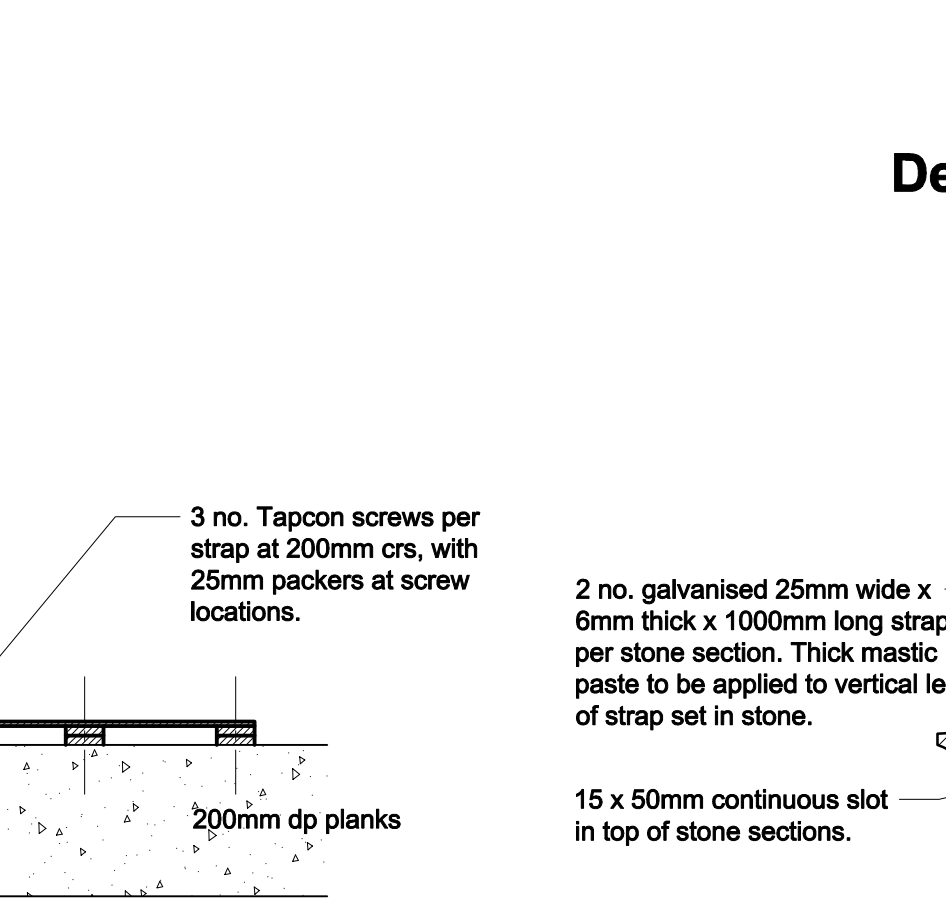 De
3 no. Tapcon screws per
strap at 200mm crs, with
25mm packers at screw
locations.
200mm dp planks
2 no. galvanised 25mm wide x
6mm thick x 1000mm long strap
per stone section. Thick mastic
paste to be applied to vertical le
of strap set in stone.
15 x 50mm continuous slot
in top of stone sections.